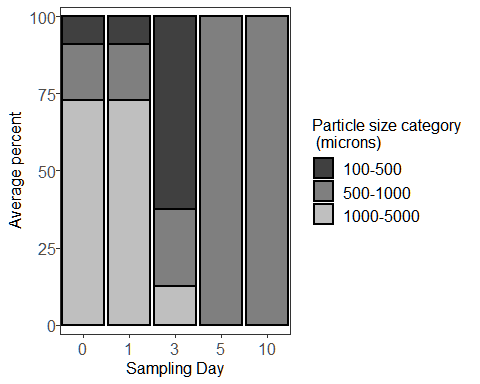 100
75
50
25
0
Average percent
0 1 3 5 10
Sampling Day
Particle size category
(microns)
100-500
500-1000
1000-5000